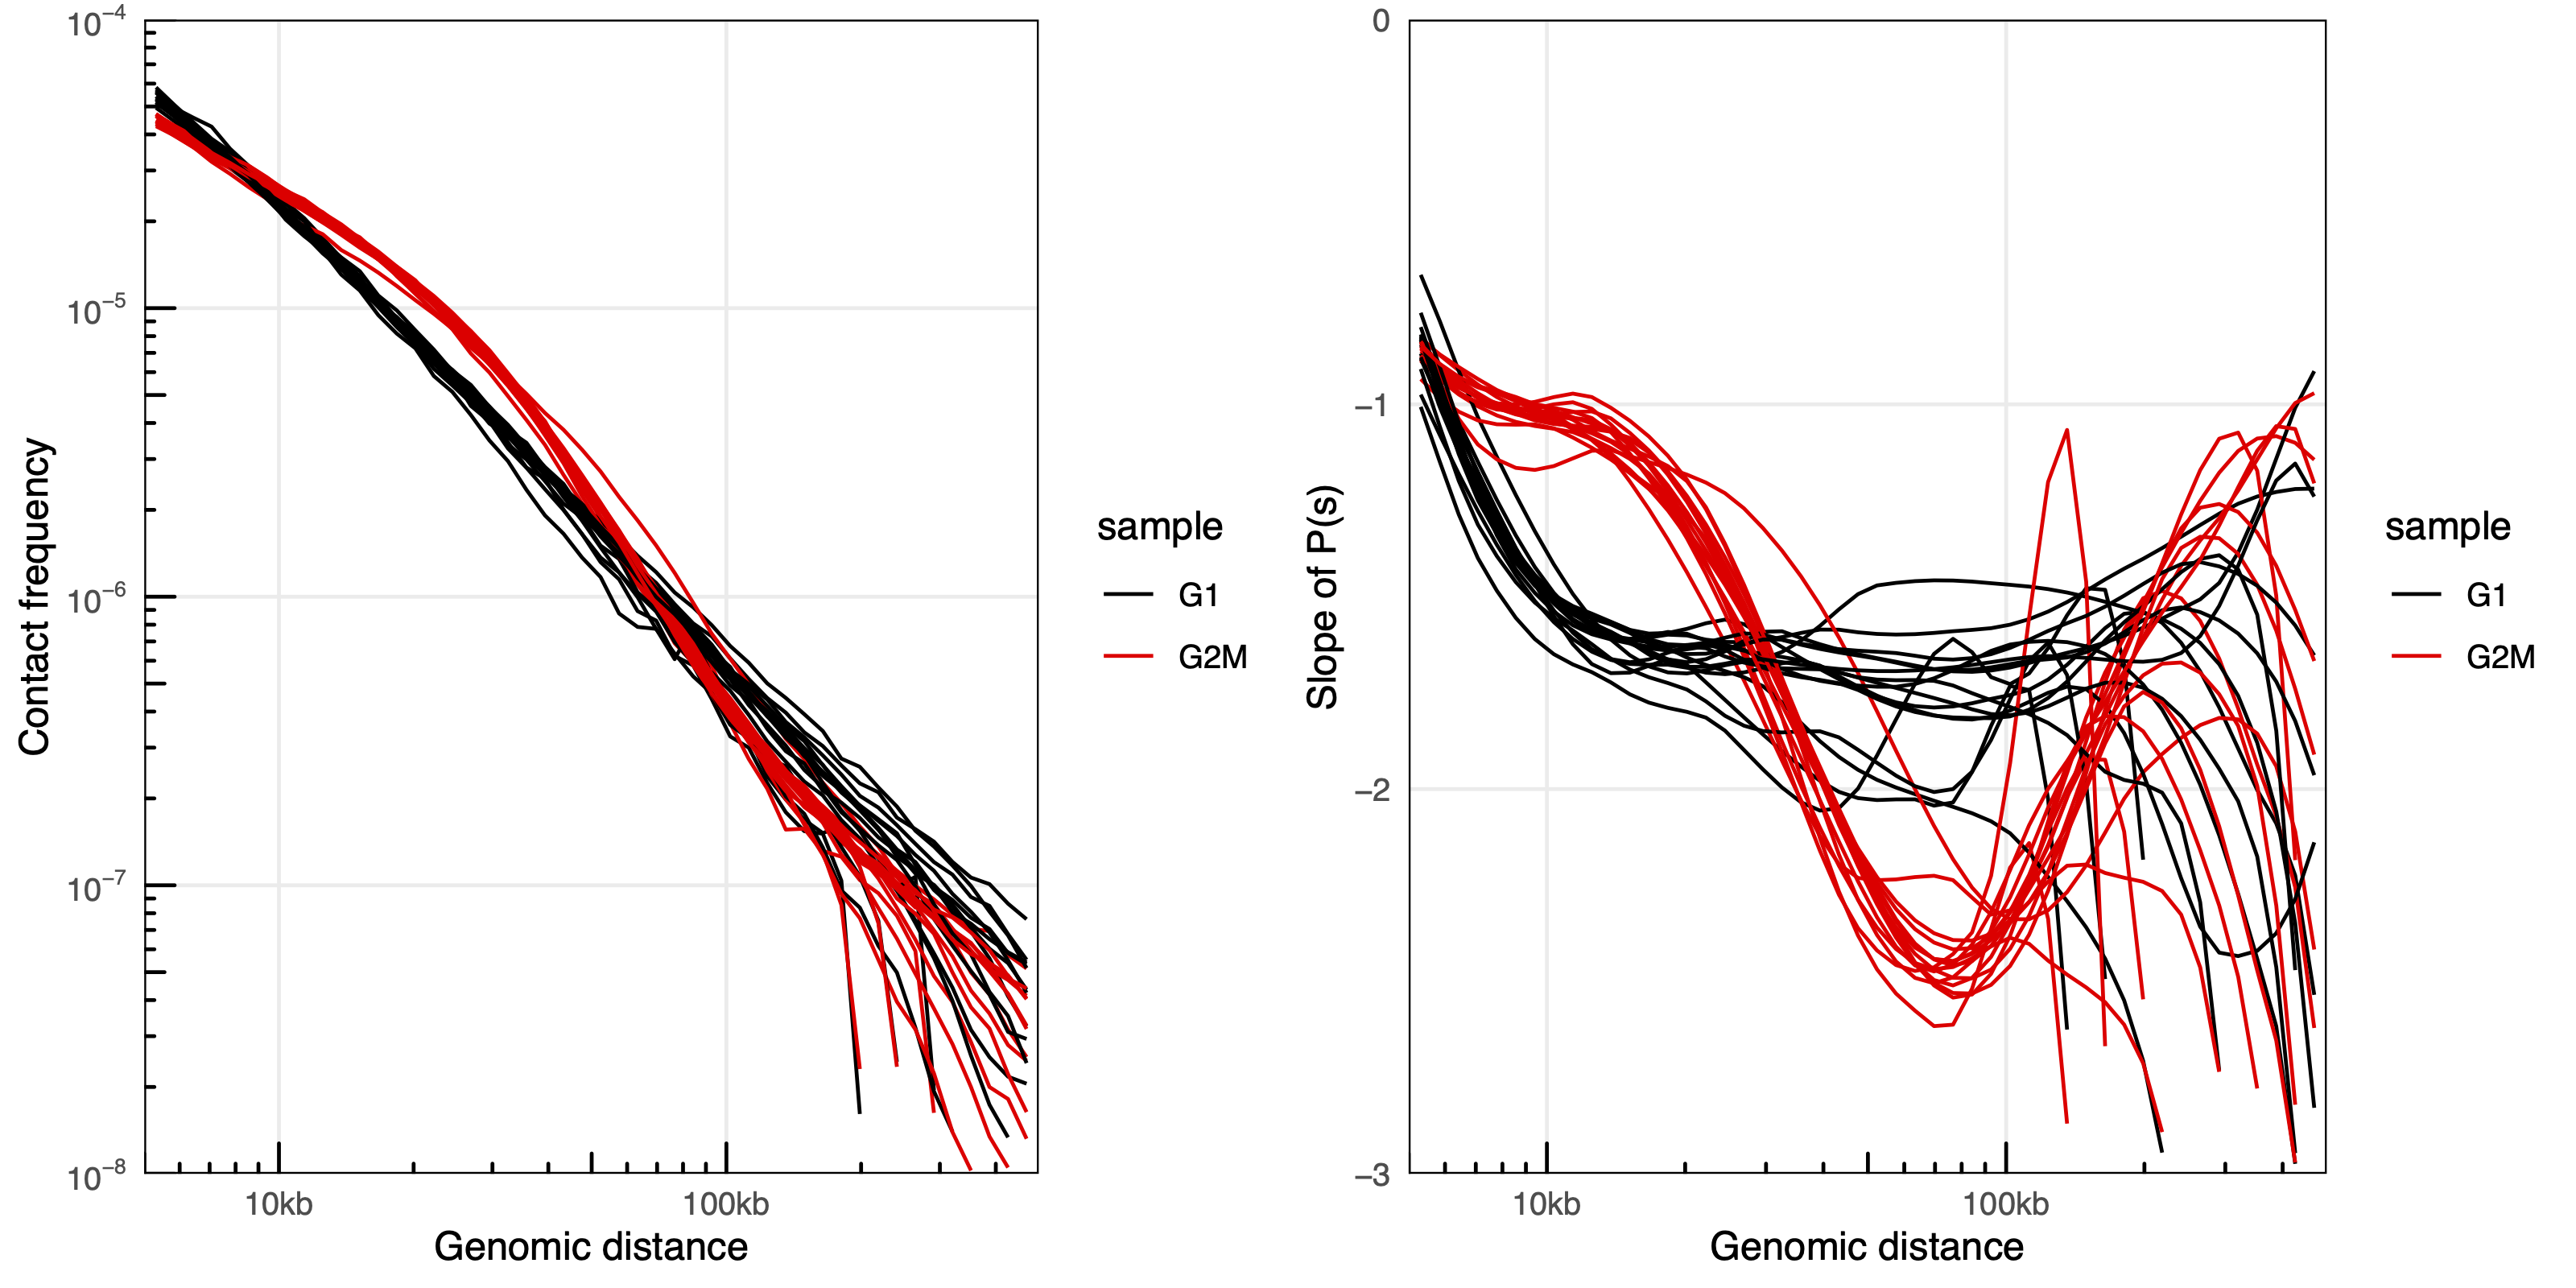 10−4
10−5
10−6
10−7
10−8
Contact frequency
10kb 100kb
Genomic distance
sample
G1
G2M
0
−1
−2
−3
Slope of P(s)
10kb 100kb
Genomic distance
sample
G1
G2M